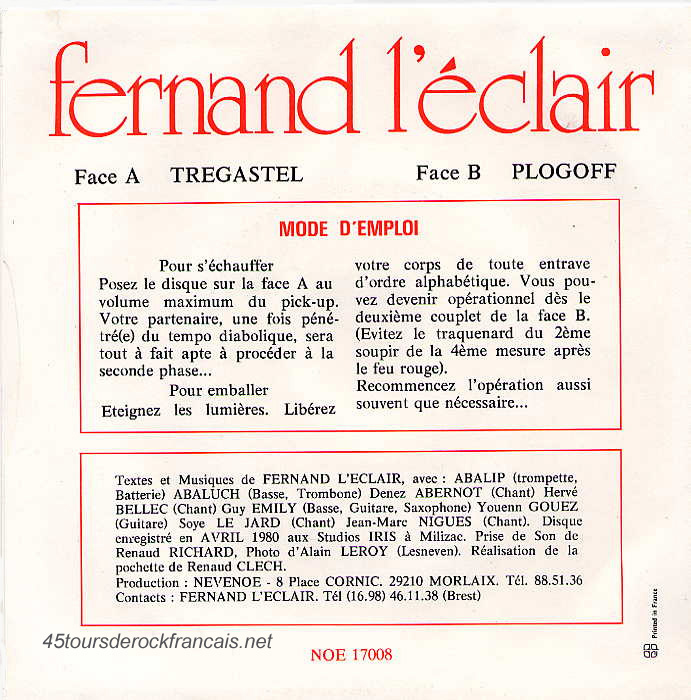 fernand l'éclair
Face A TREGASTEL Face B PLOGOFF
MODE D'EMPLOI
Pour s'échauffer
Posez le disque sur la face A au
volume maximum du pick-up.
Votre partenaire, une fois péné-
tré(e) du tempo diabolique, sera
tout à fait apte à procéder à la
seconde phase...
Pour emballer
Eteignez les lumières. Libérez
votre corps de toute entrave
d'ordre alphabétique. Vous pou-
vez devenir opérationnel dès le
deuxième couplet de la face B.
(Evitez le traquenard du 2ème
soupir de la 4ème mesure après
le feu rouge).
Recommencez l'opération aussi
souvent que nécessaire...
Textes et Musiques de FERNAND L'ECLAIR, avec : ABALIP (trompette,
Batterie) ABALUCH (Basse, Trombone) Denez ABERNOT (Chant) Hervé
BELLEC (Chant) Guy EMILY (Basse, Guitare, Saxophone) Youenn GOUEZ
(Guitare) Soye LE JARD (Chant) Jean-Marc NIGUES (Chant). Disque
enregistré en AVRIL 1980 aux Studios IRIS à Milizac. Prise de Son de
Renaud RICHARD, Photo d'Alain LEROY (Lesneven). Réalisation de la
pochette de Renaud CLECH.
Production : NEVENOE - 8 Place CORNIC. 29210 MORLAIX. Tél. 88.51.36
Contacts : FERNAND L'ECLAIR. Tél (16.98) 46.11.38 (Brest)
45toursderockfrancais.net
NOE 17008
Printed in France